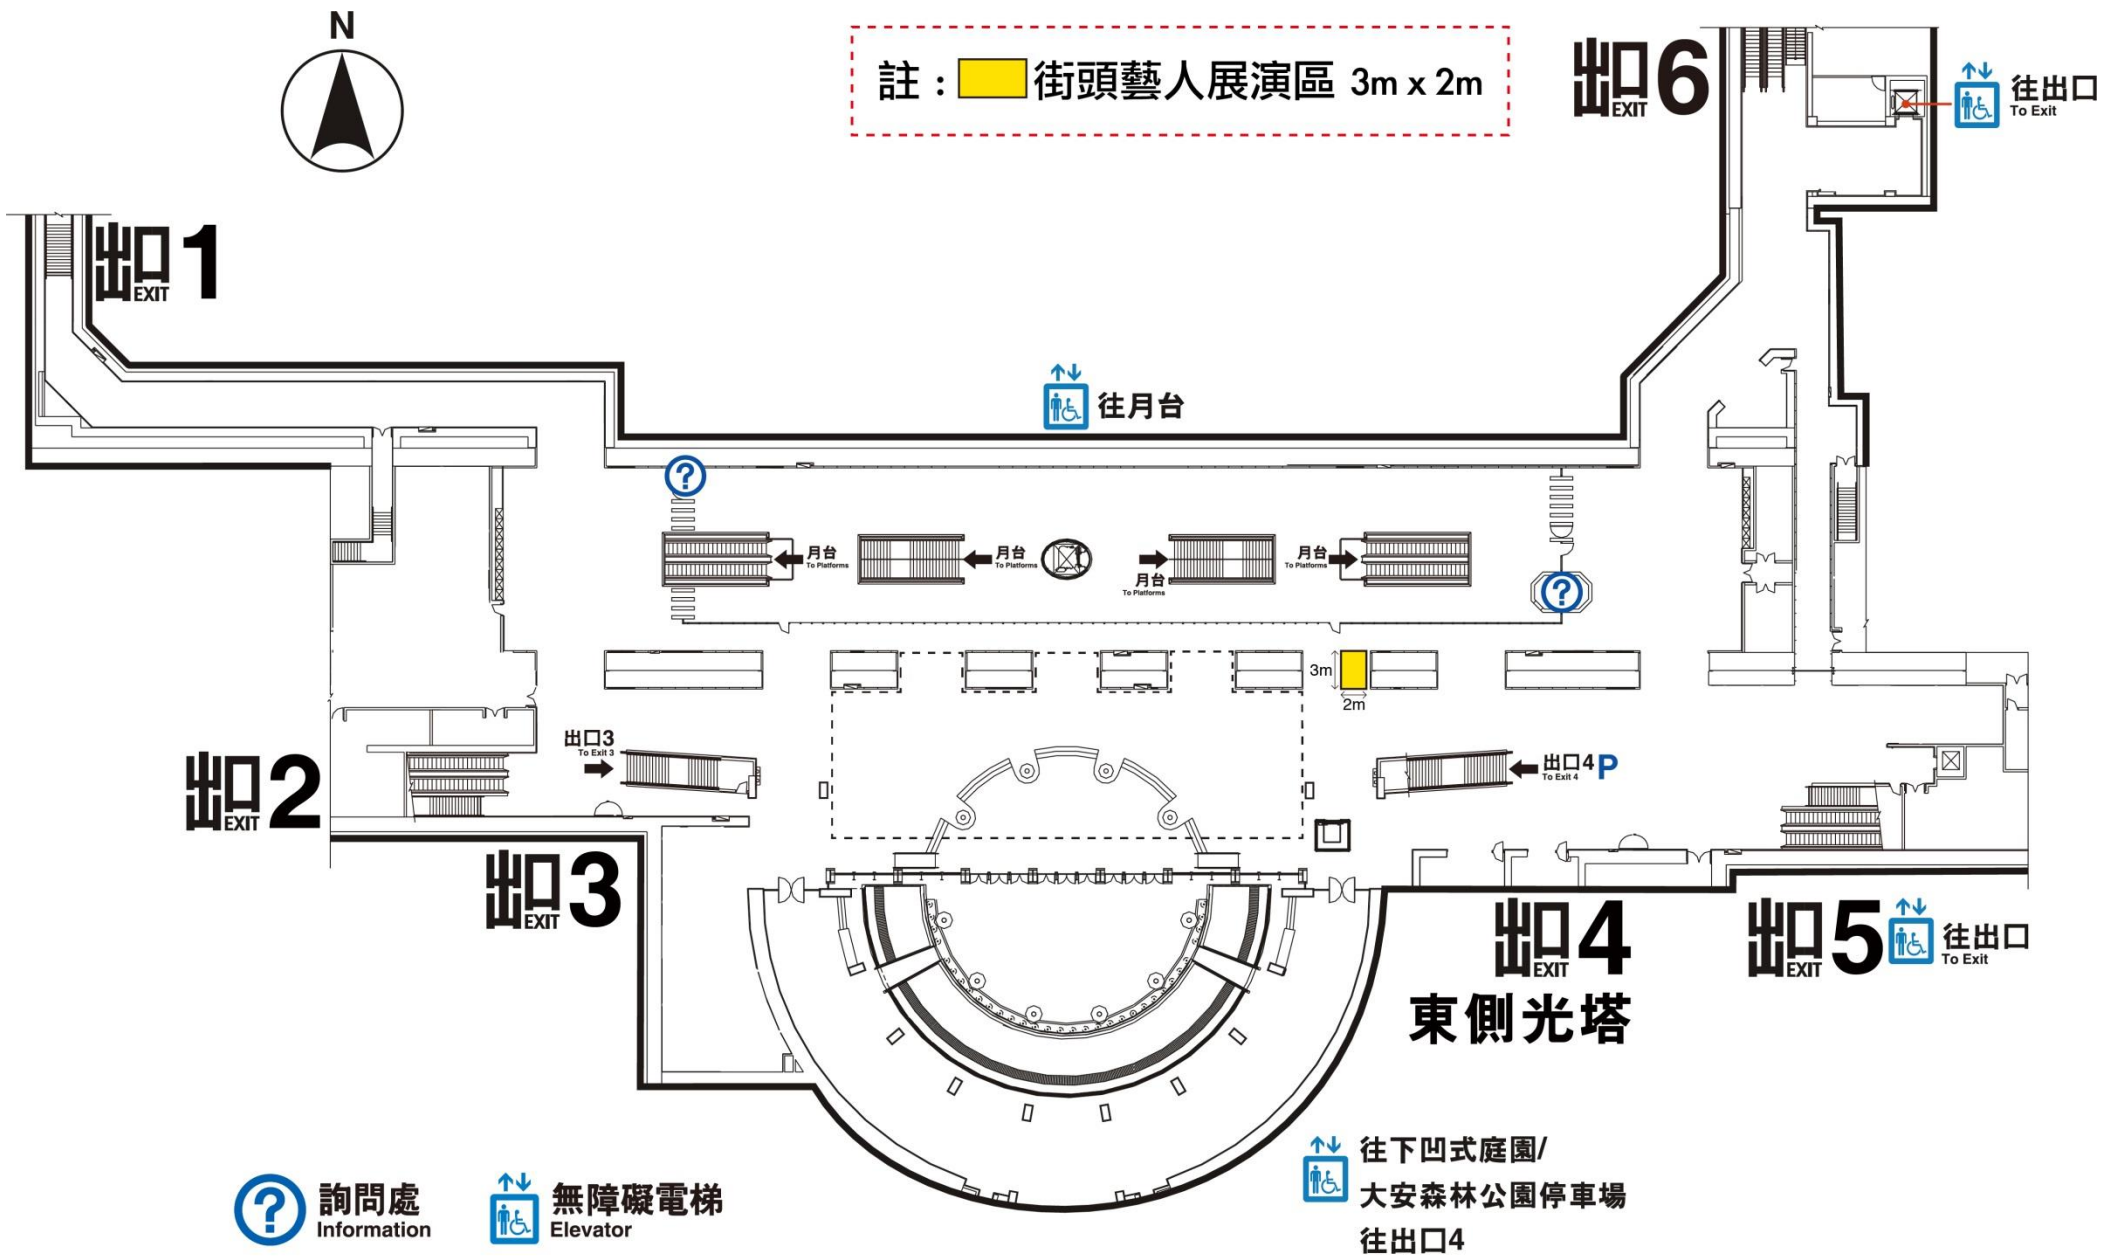 N
註：街頭藝人展演區 3m x 2m
出口6
EXIT
往出口
To Exit
出口1
EXIT
往月台
?
月台
To Platforms
月台
To Platforms
月台
To Platforms
月台
To Platforms
?
3m
2m
出口3
To Exit 3
出口4 P
To Exit 4
出口2
EXIT
出口3
EXIT
出口4
EXIT
東側光塔
出口5
EXIT
往出口
To Exit
?
詢問處
Information
無障礙電梯
Elevator
往下凹式庭園/
大安森林公園停車場
往出口4